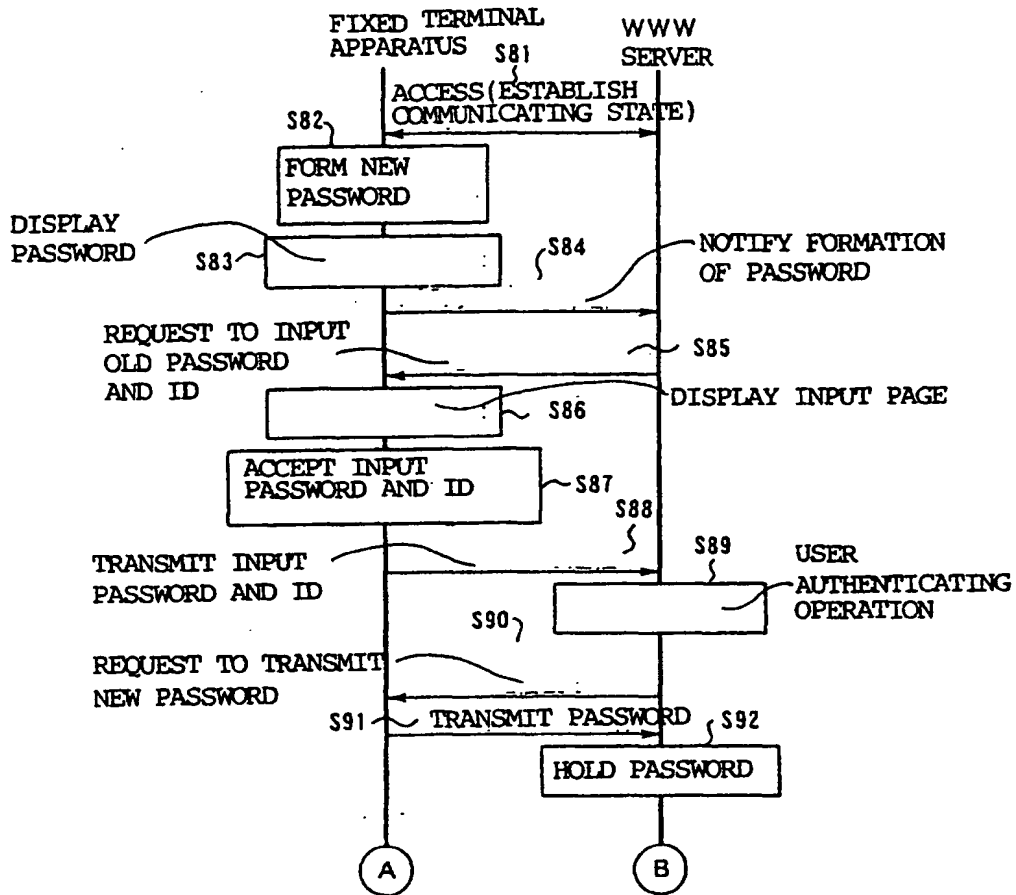 FIXED TERMINAL
APPARATUS
WWW
SERVER
S81
ACCESS(ESTABLISH
COMMUNICATING STATE)
S82
FORM NEW
PASSWORD
DISPLAY
PASSWORD
S83
S84
NOTIFY FORMATION
OF PASSWORD
REQUEST TO INPUT
OLD PASSWORD
AND ID
S85
DISPLAY INPUT PAGE
S86
ACCEPT INPUT
PASSWORD AND ID
S87
S88
TRANSMIT INPUT
PASSWORD AND ID
S89
USER
AUTHENTICATING
OPERATION
S90
REQUEST TO TRANSMIT
NEW PASSWORD
S91
TRANSMIT PASSWORD
S92
HOLD PASSWORD
A
B